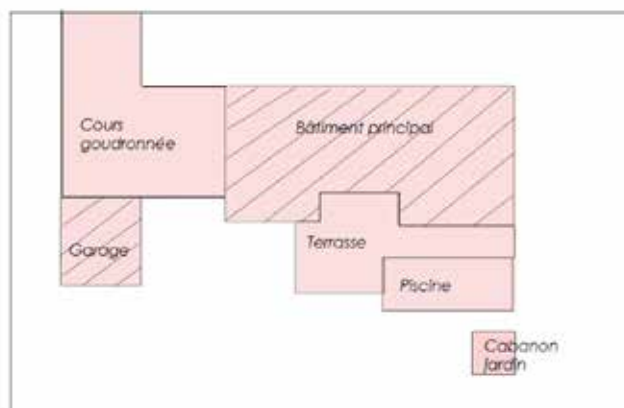 Cours
goudronnée
Bâtiment principal
Garage
Terrasse
Piscine
Cabanon
jardin